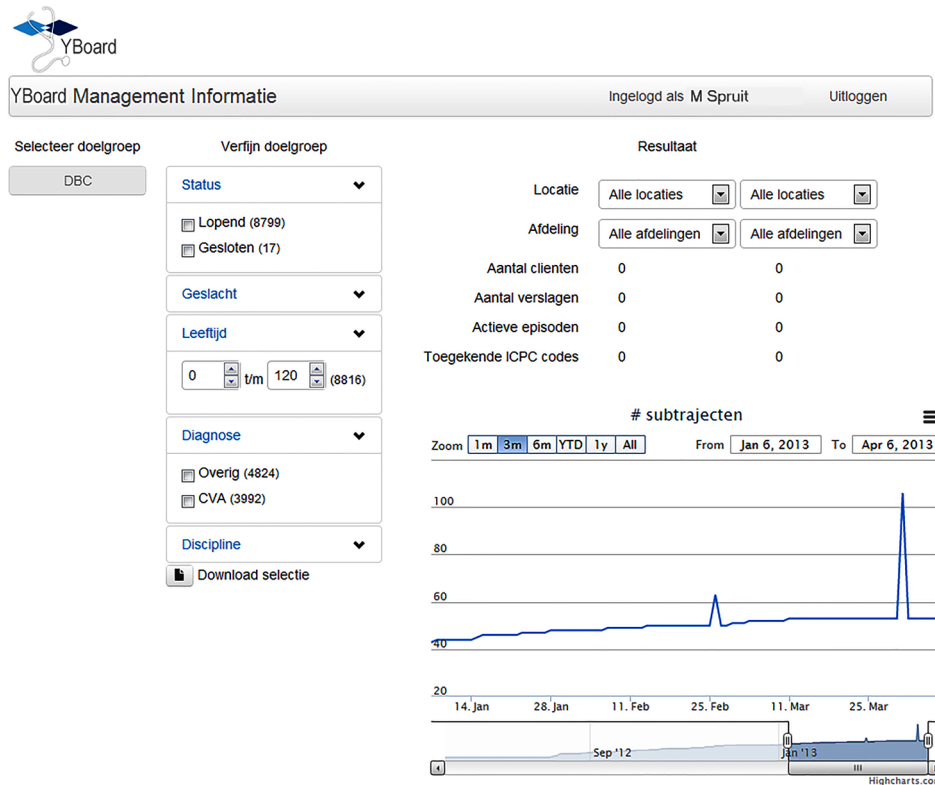 YBoard
YBoard Management Informatie
Ingelogd als M Spruit
Uitloggen
Selecteer doelgroep
Verfijn doelgroep
Resultaat
DBC
Status
Lopend (8799)
Gesloten (17)
Geslacht
Leeftijd
0 t/m 120 (8816)
Diagnose
Overig (4824)
CVA (3992)
Discipline
Download selectie
Locatie Alle locaties Alle locaties
Afdeling Alle afdelingen Alle afdelingen
Aantal clienten 0 0
Aantal verslagen 0 0
Actieve episoden 0 0
Toegekende ICPC codes 0 0
# subtrajecten
Zoom 1m 3m 6m YTD 1y All From Jan 6, 2013 To Apr 6, 2013
100
80
60
40
20
14. Jan 28. Jan 11. Feb 25. Feb 11. Mar 25. Mar
Sep '12 Jan '13
Highcharts.co